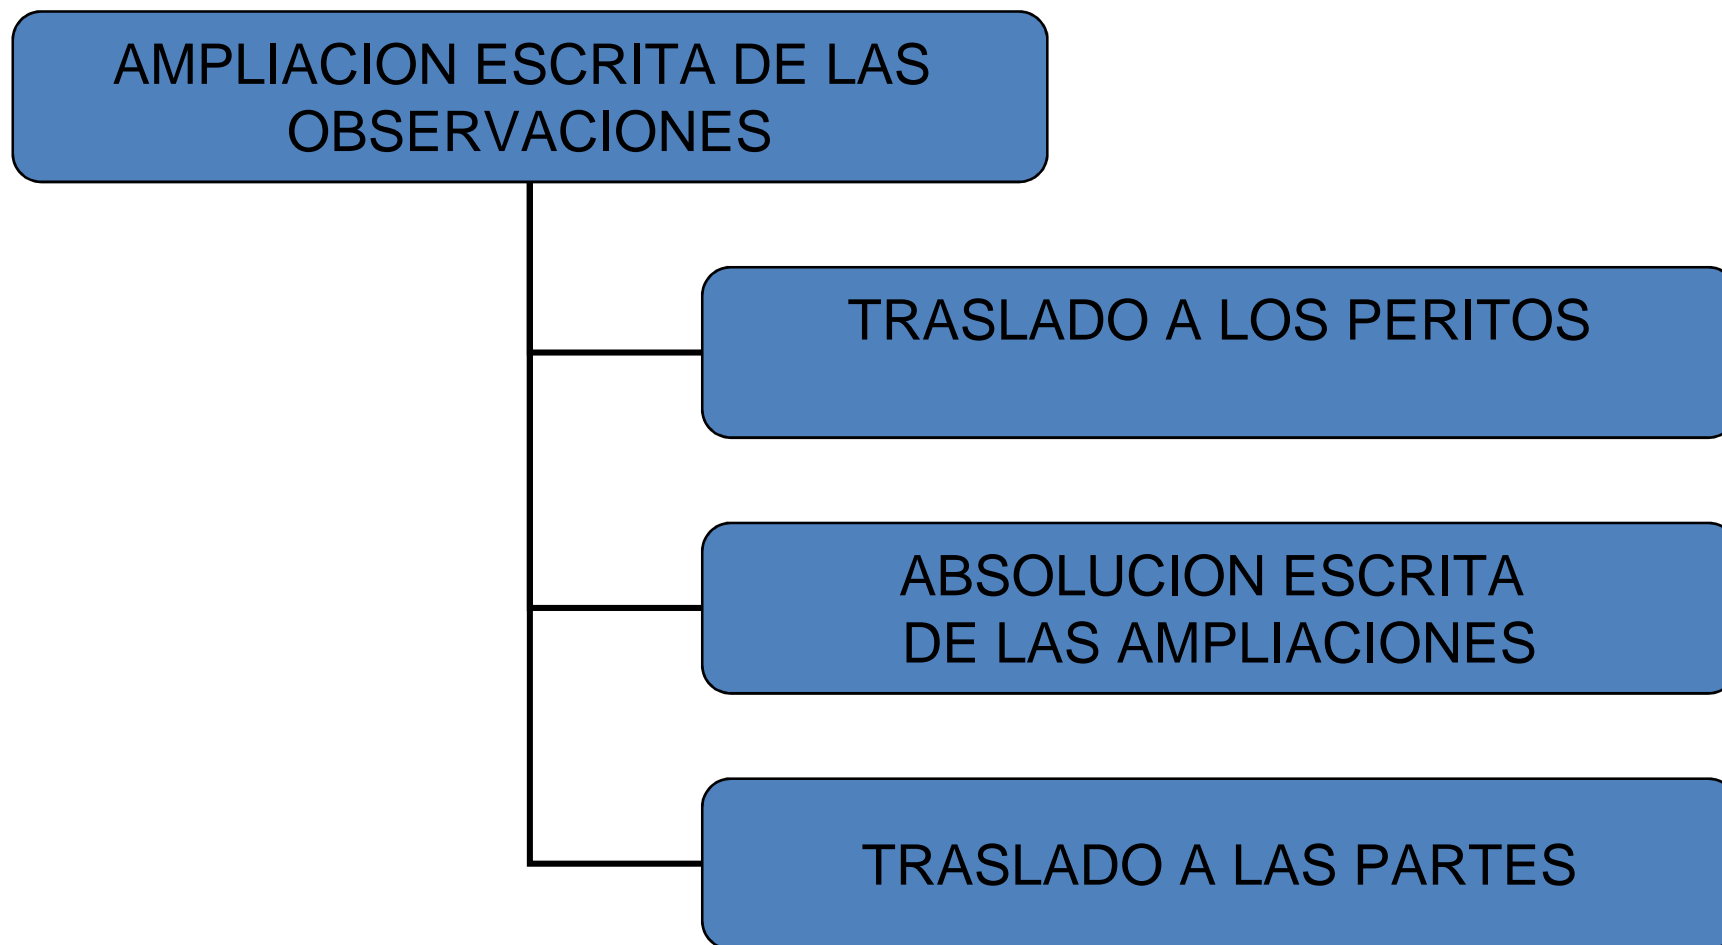 AMPLIACION ESCRITA DE LAS
OBSERVACIONES
TRASLADO A LOS PERITOS
ABSOLUCION ESCRITA
DE LAS AMPLIACIONES
TRASLADO A LAS PARTES